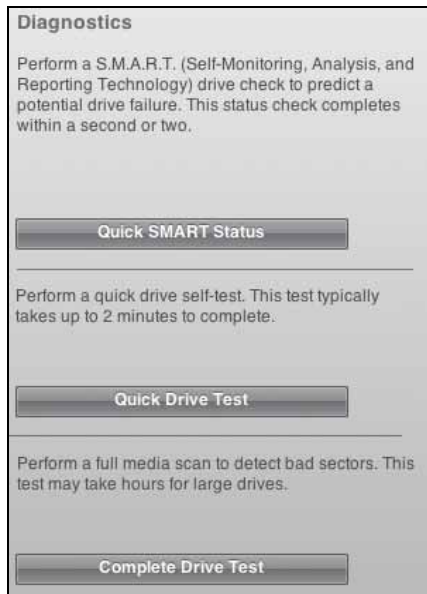 Diagnostics
Perform a S.M.A.R.T. (Self-Monitoring, Analysis, and
Reporting Technology) drive check to predict a
potential drive failure. This status check completes
within a second or two.
Quick SMART Status
Perform a quick drive self-test. This test typically
takes up to 2 minutes to complete.
Quick Drive Test
Perform a full media scan to detect bad sectors. This
test may take hours for large drives.
Complete Drive Test